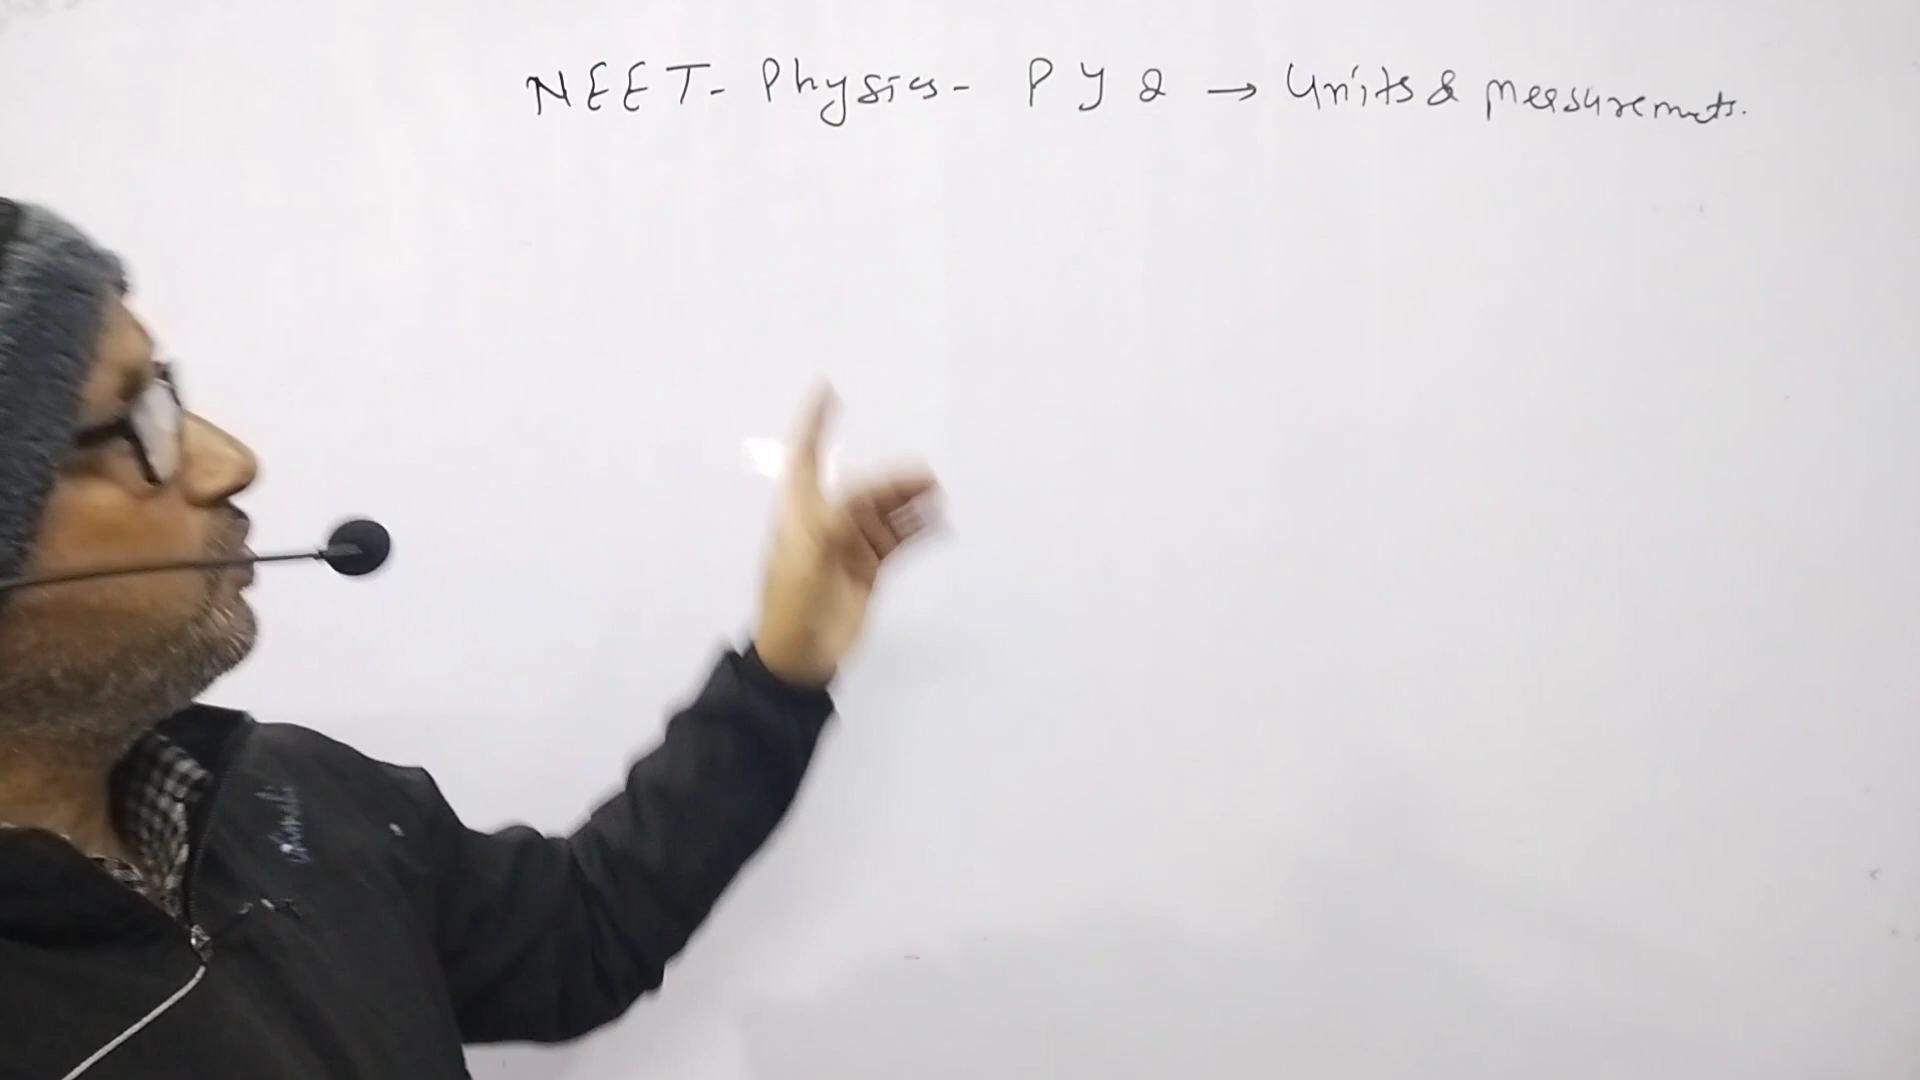 NEET- Physics- PYQ → Units & measurements.